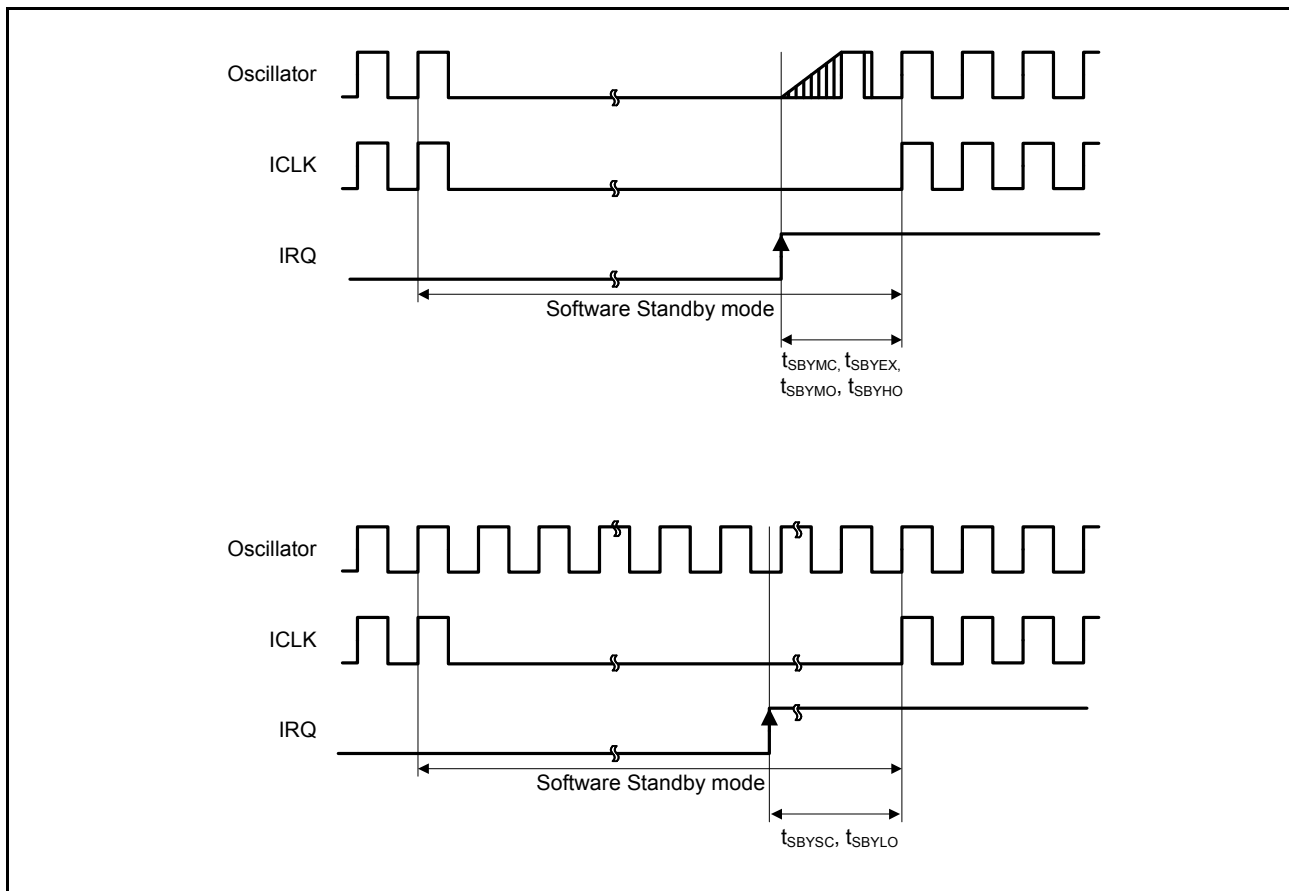 Oscillator
ICLK
IRQ
Software Standby mode
tSBYMC, tSBYEX,
tSBYMO, tSBYHO
Oscillator
ICLK
IRQ
Software Standby mode
tSBYSC, tSBYLO